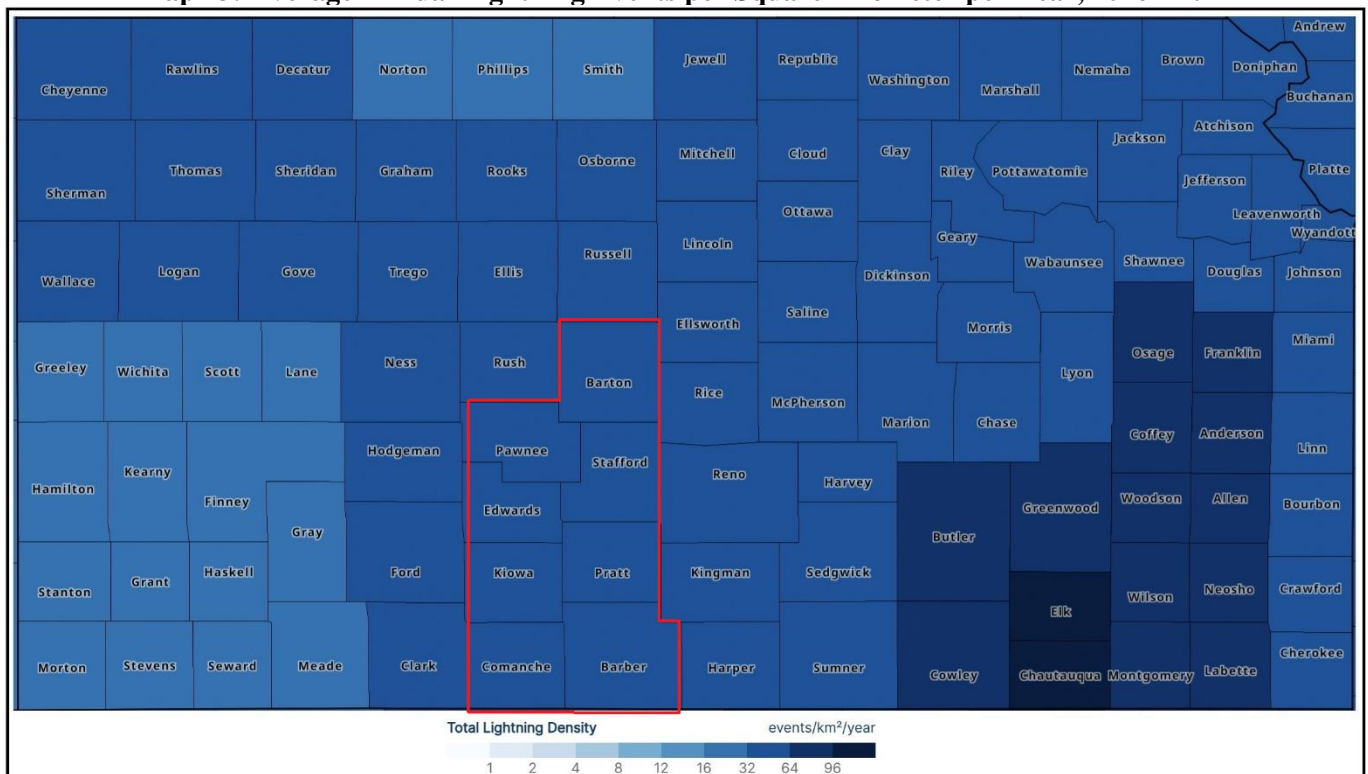 Andrew
Cheyenne
Rawlins
Decatur
Norton
Phillips
Smith
Jewell
Republic
Washington
Marshall
Nemaha
Brown
Doniphan
Buchanan
Sherman
Thomas
Sheridan
Graham
Rooks
Osborne
Mitchell
Cloud
Clay
Riley
Pottawatomie
Jackson
Atchison
Jefferson
Platte
Leavenworth
Wyandott
Ottawa
Lincoln
Geary
Wallace
Logan
Gove
Trego
Ellis
Russell
Dickinson
Wabaunsee
Shawnee
Douglas
Johnson
Ellsworth
Saline
Morris
Greeley
Wichita
Scott
Lane
Ness
Rush
Barton
Rice
McPherson
Marion
Chase
Lyon
Osage
Franklin
Miami
Hamilton
Kearny
Finney
Gray
Hodgeman
Pawnee
Stafford
Edwards
Reno
Harvey
Butler
Greenwood
Coffey
Anderson
Linn
Woodson
Allen
Bourbon
Stanton
Grant
Haskell
Ford
Kiowa
Pratt
Kingman
Sedgwick
Elk
Wilson
Neosho
Crawford
Morton
Stevens
Seward
Meade
Clark
Comanche
Barber
Harper
Sumner
Cowley
Chautauqua
Montgomery
Labette
Cherokee
Total Lightning Density events/km²/year
1 2 4 8 12 16 32 64 96